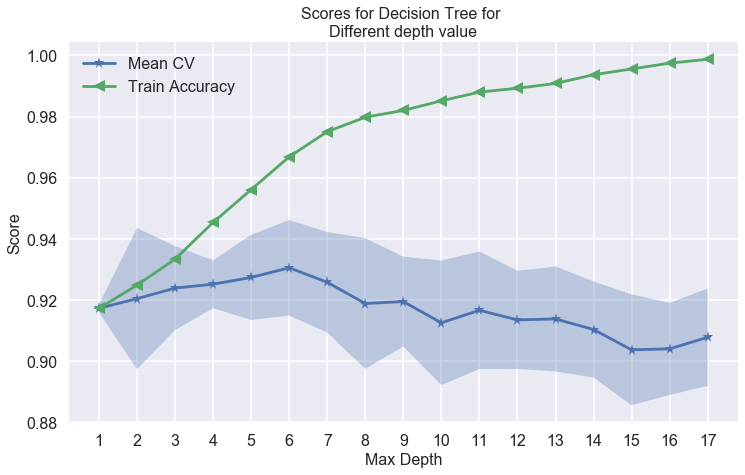 Scores for Decision Tree for
Different depth value
Mean CV
Train Accuracy
Score
1.00
0.98
0.96
0.94
0.92
0.90
0.88
1 2 3 4 5 6 7 8 9 10 11 12 13 14 15 16 17
Max Depth